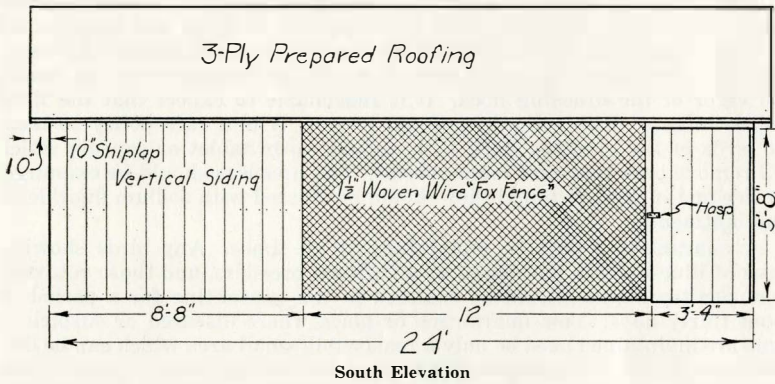 3-Ply Prepared Roofing
10"
10" Shiplap
Vertical Siding
1½" Woven Wire "Fox Fence"
Hasp
5'-8"
8'-8"
12'
3'-4"
24'
South Elevation